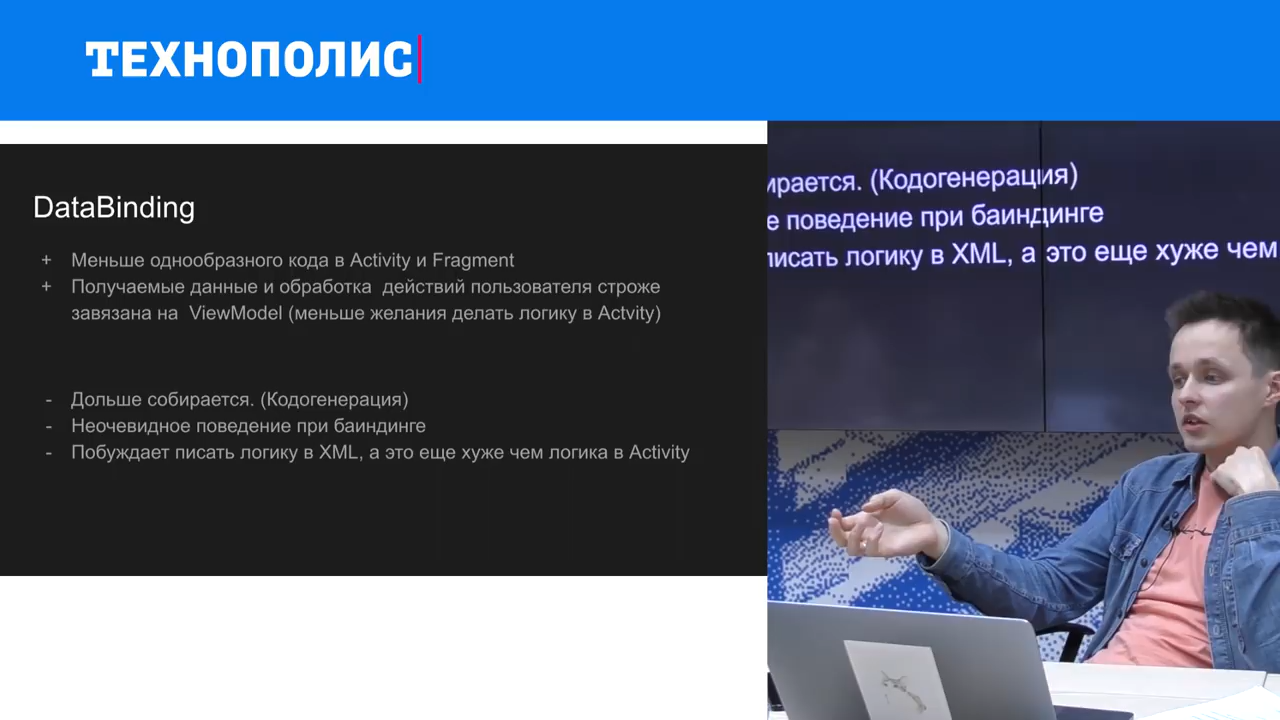 ТЕХНОПОЛИС
DataBinding
+ Меньше однообразного кода в Activity и Fragment
+ Получаемые данные и обработка действий пользователя строже
завязана на ViewModel (меньше желания делать логику в Actvity)
- Дольше собирается. (Кодогенерация)
- Неочевидное поведение при баиндинге
- Побуждает писать логику в XML, а это еще хуже чем логика в Activity
ирается. (Кодогенерация)
е поведение при баиндинге
писать логику в XML, а это еще хуже чем